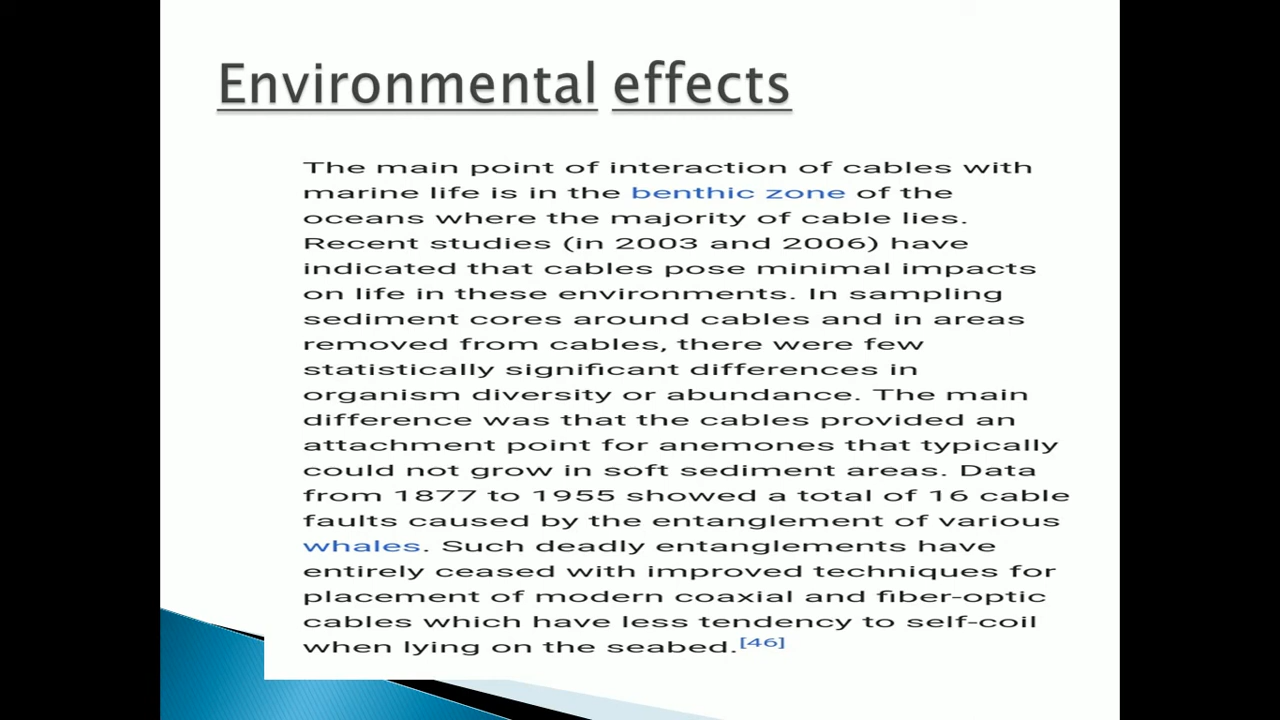 Environmental effects
The main point of interaction of cables with
marine life is in the benthic zone of the
oceans where the majority of cable lies.
Recent studies (in 2003 and 2006) have
indicated that cables pose minimal impacts
on life in these environments. In sampling
sediment cores around cables and in areas
removed from cables, there were few
statistically significant differences in
organism diversity or abundance. The main
difference was that the cables provided an
attachment point for anemones that typically
could not grow in soft sediment areas. Data
from 1877 to 1955 showed a total of 16 cable
faults caused by the entanglement of various
whales. Such deadly entanglements have
entirely ceased with improved techniques for
placement of modern coaxial and fiber-optic
cables which have less tendency to self-coil
when lying on the seabed.[46]